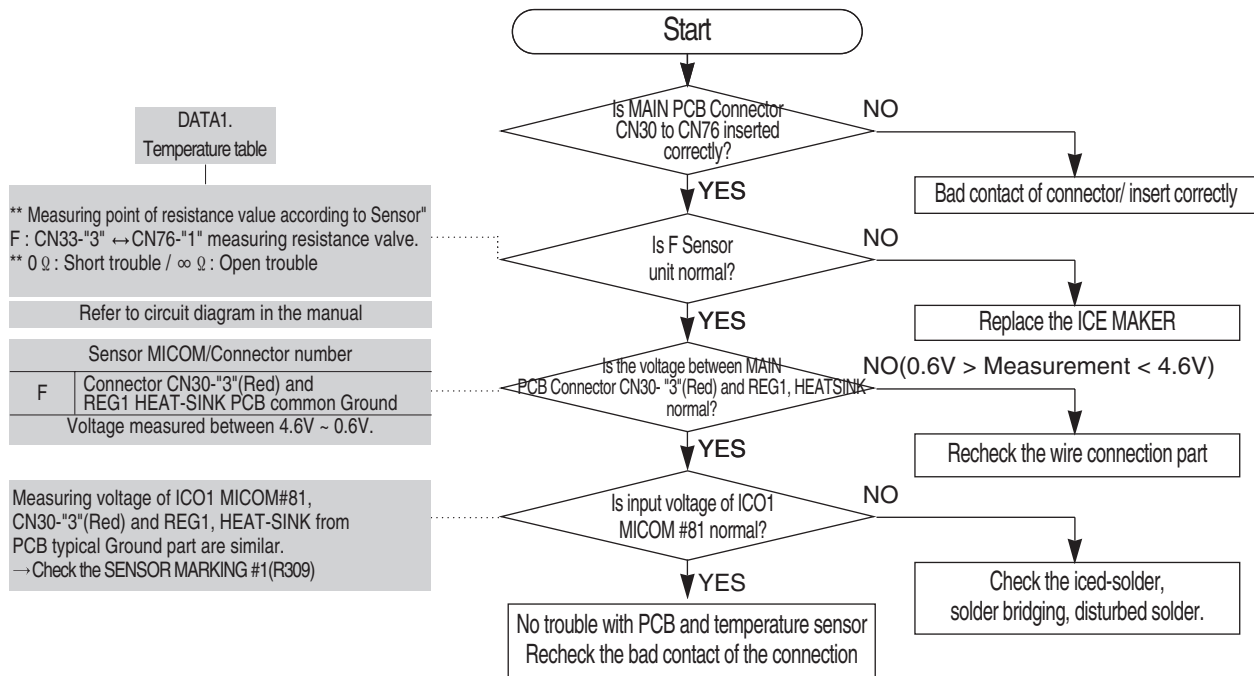 Start
Is MAIN PCB Connector
CN30 to CN76 inserted
correctly?
NO
Bad contact of connector/ insert correctly
YES
DATA1.
Temperature table
** Measuring point of resistance value according to Sensor"
F : CN33-"3" ↔CN76-"1" measuring resistance valve.
** 0 Ω : Short trouble / ∞ Ω : Open trouble
Refer to circuit diagram in the manual
Is F Sensor
unit normal?
NO
Replace the ICE MAKER
YES
Sensor MICOM/Connector number
F
Connector CN30-"3"(Red) and
REG1 HEAT-SINK PCB common Ground
Voltage measured between 4.6V ~ 0.6V.
Is the voltage between MAIN
PCB Connector CN30- "3"(Red) and REG1, HEATSINK
normal?
NO(0.6V > Measurement < 4.6V)
Recheck the wire connection part
YES
Measuring voltage of ICO1 MICOM#81,
CN30-"3"(Red) and REG1, HEAT-SINK from
PCB typical Ground part are similar.
→Check the SENSOR MARKING #1(R309)
Is input voltage of ICO1
MICOM #81 normal?
NO
Check the iced-solder,
solder bridging, disturbed solder.
YES
No trouble with PCB and temperature sensor
Recheck the bad contact of the connection